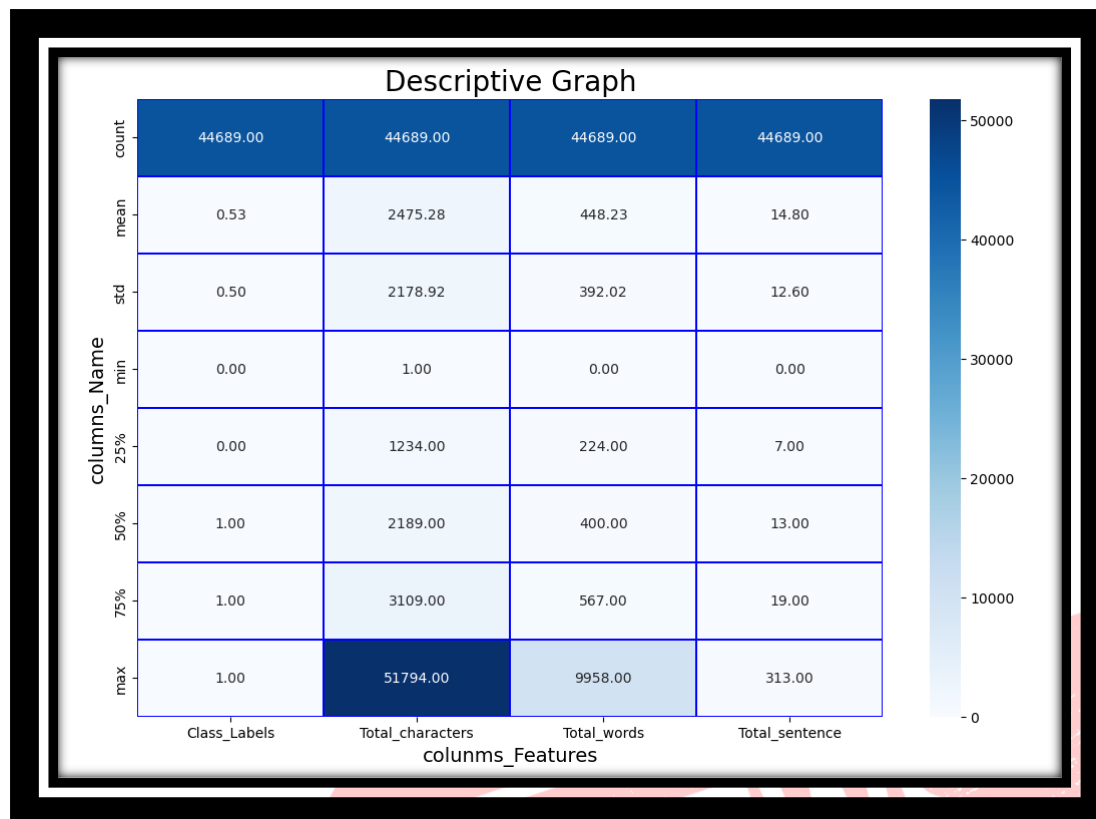 Descriptive Graph
columns_Name
count 44689.00 44689.00 44689.00 44689.00
mean 0.53 2475.28 448.23 14.80
std 0.50 2178.92 392.02 12.60
min 0.00 1.00 0.00 0.00
25% 0.00 1234.00 224.00 7.00
50% 1.00 2189.00 400.00 13.00
75% 1.00 3109.00 567.00 19.00
max 1.00 51794.00 9958.00 313.00
Class_Labels Total_characters Total_words Total_sentence
colunms_Features
50000
40000
30000
20000
10000
0